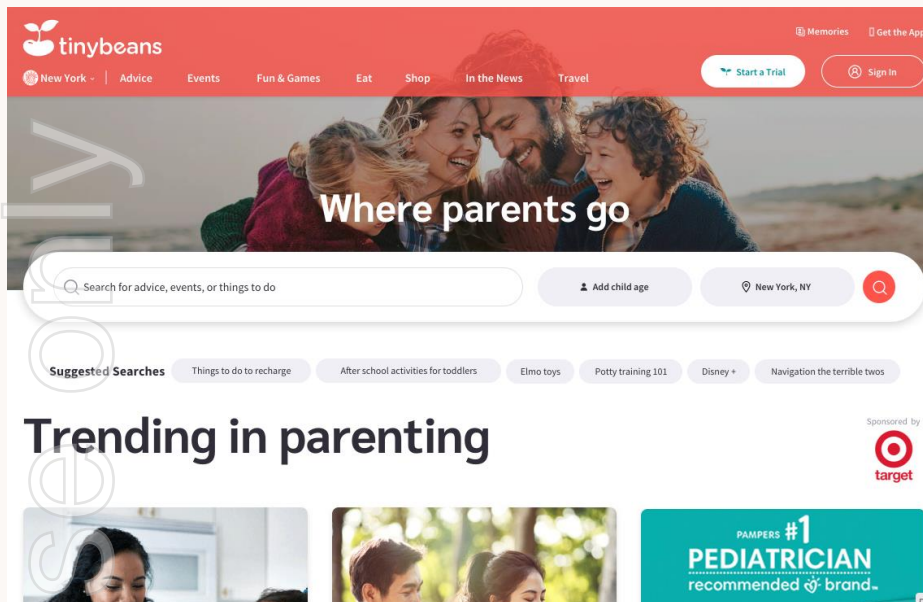 tinybeans
Memories
Get the App
New York
Advice
Events
Fun & Games
Eat
Shop
In the News
Travel
Start a Trial
Sign In
Where parents go
Search for advice, events, or things to do
Add child age
New York, NY
Suggested Searches
Things to do to recharge
After school activities for toddlers
Elmo toys
Potty training 101
Disney +
Navigation the terrible twos
Trending in parenting
Sponsored by
target
PAMPERS #1
PEDIATRICIAN
recommended brand
se only